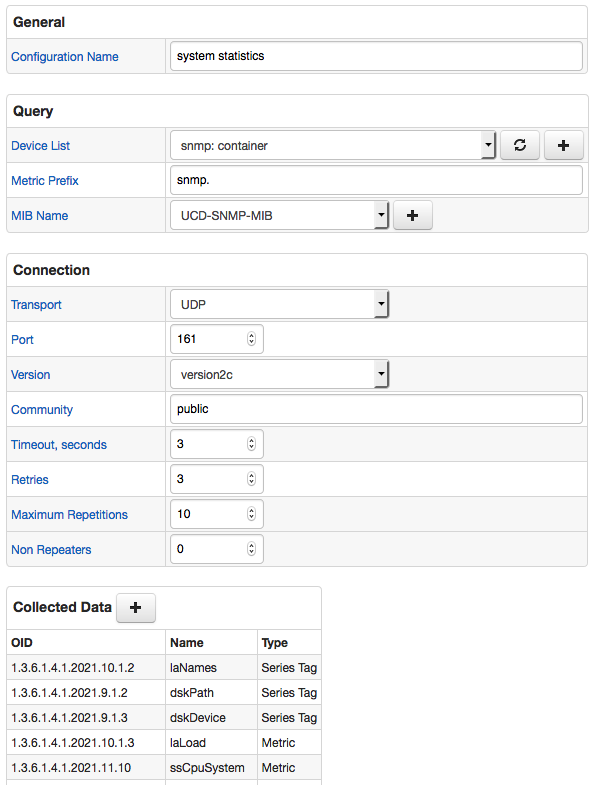 General
Configuration Name system statistics
Query
Device List snmp: container
Metric Prefix snmp.
MIB Name UCD-SNMP-MIB
Connection
Transport UDP
Port 161
Version version2c
Community public
Timeout, seconds 3
Retries 3
Maximum Repetitions 10
Non Repeaters 0
Collected Data
OID Name Type
1.3.6.1.4.1.2021.10.1.2 laNames Series Tag
1.3.6.1.4.1.2021.9.1.2 dskPath Series Tag
1.3.6.1.4.1.2021.9.1.3 dskDevice Series Tag
1.3.6.1.4.1.2021.10.1.3 laLoad Metric
1.3.6.1.4.1.2021.11.10 ssCpuSystem Metric